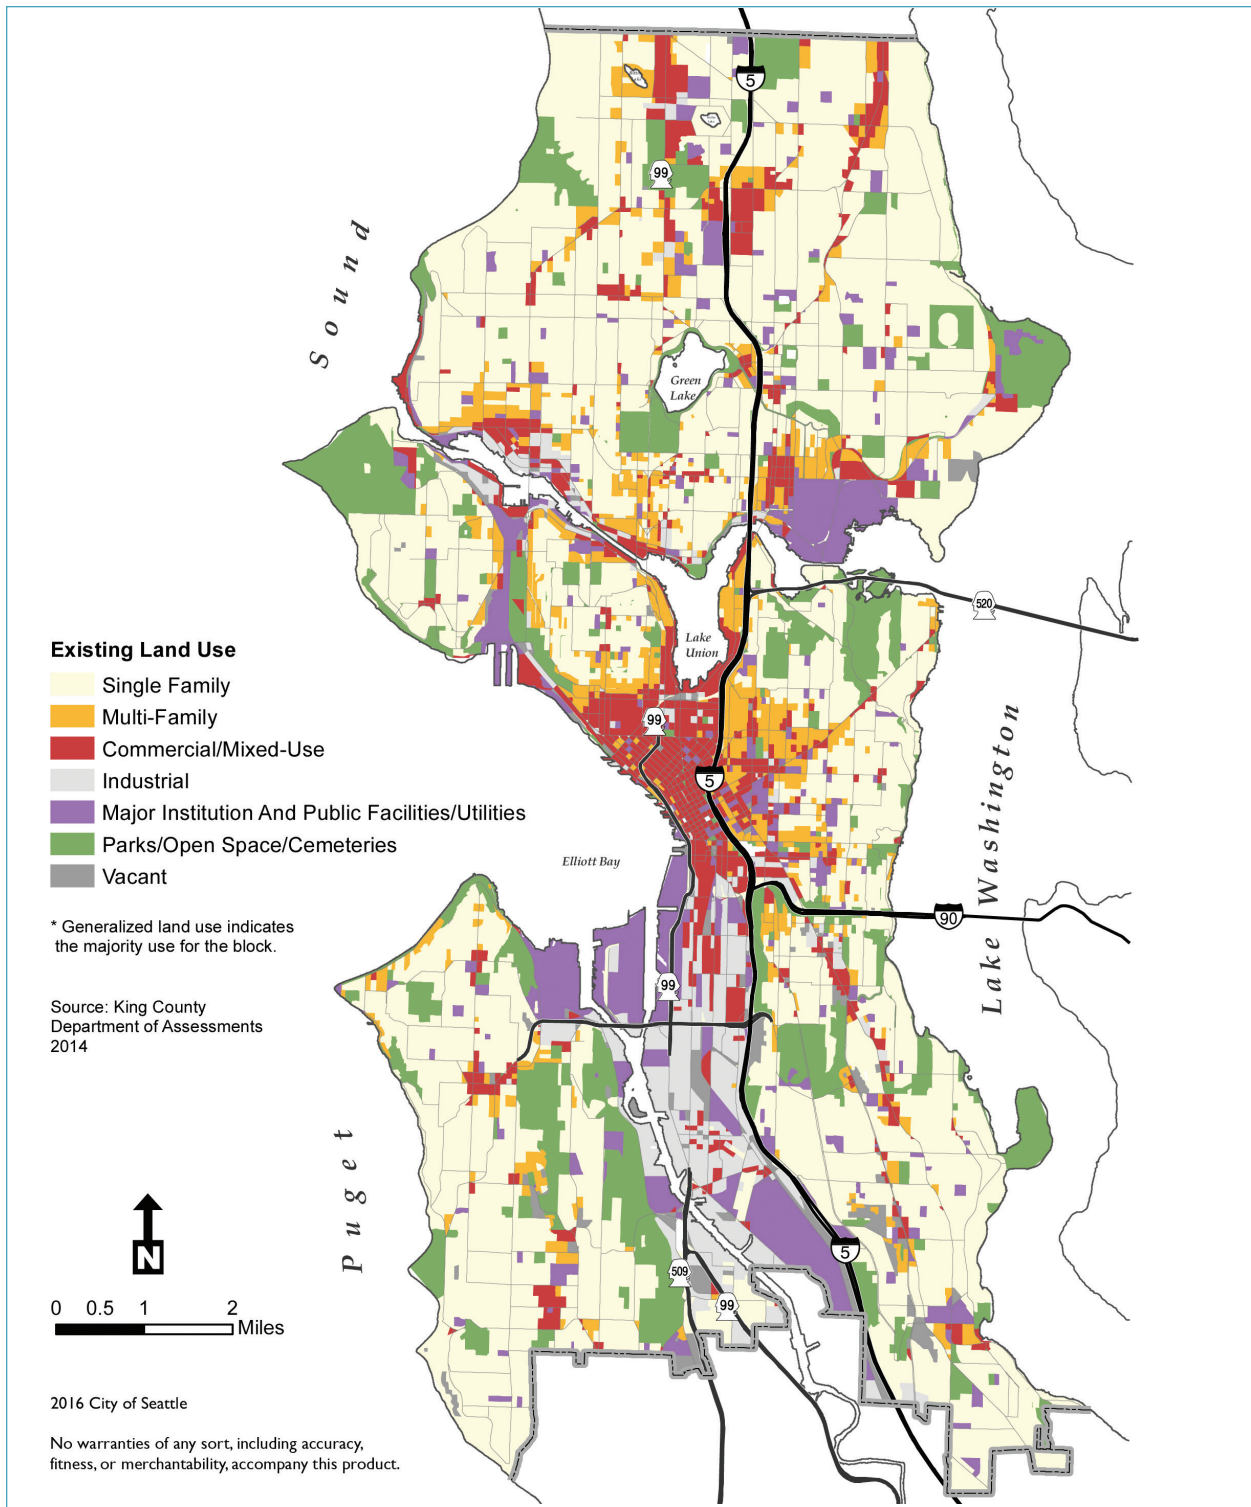 5
99
Sound
Green
Lake
520
Lake
Union
Existing Land Use
Single Family
Multi-Family
Commercial/Mixed-Use
Industrial
Major Institution And Public Facilities/Utilities
Parks/Open Space/Cemeteries
Vacant
99
5
Elliott Bay
Lake Washington
90
* Generalized land use indicates
the majority use for the block.
99
Source: King County
Department of Assessments
2014
Puget
N
5
509
99
0 0.5 1 2
Miles
2016 City of Seattle
No warranties of any sort, including accuracy,
fitness, or merchantability, accompany this product.